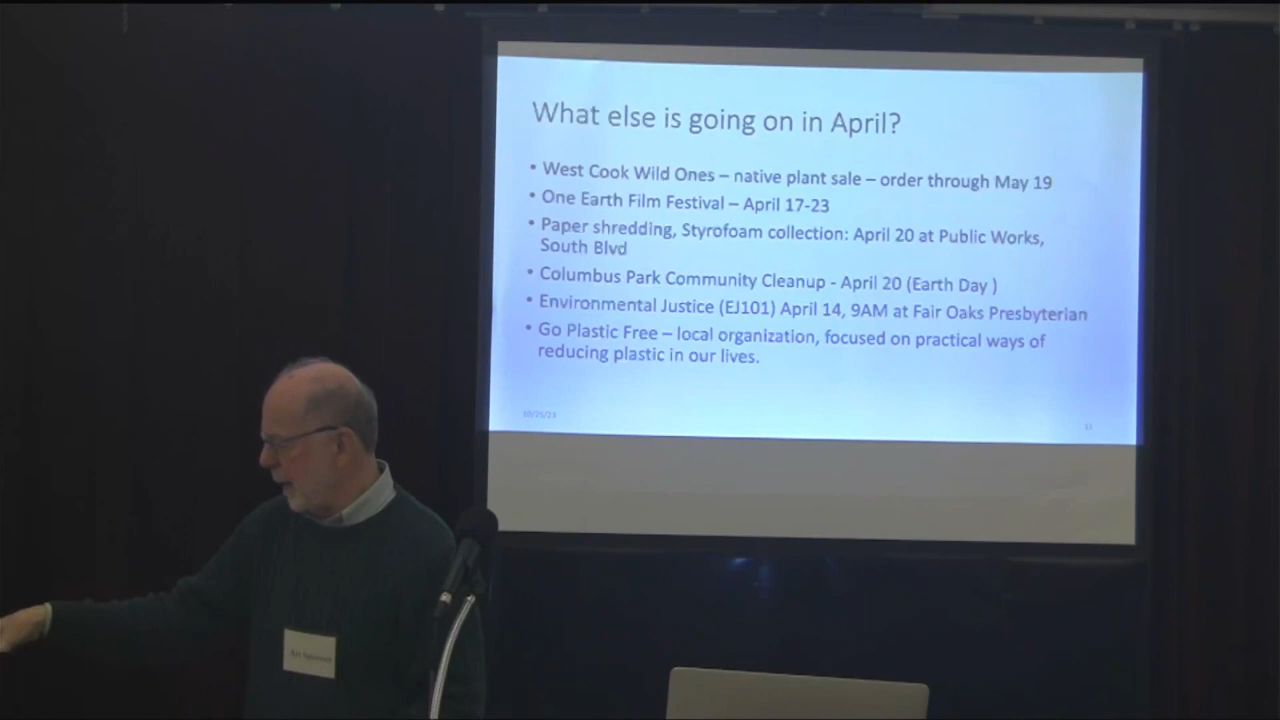 What else is going on in April?
• West Cook Wild Ones – native plant sale – order through May 19
• One Earth Film Festival – April 17-23
• Paper shredding, Styrofoam collection: April 20 at Public Works,
South Blvd
• Columbus Park Community Cleanup - April 20 (Earth Day )
• Environmental Justice (EJ101) April 14, 9AM at Fair Oaks Presbyterian
• Go Plastic Free – local organization, focused on practical ways of
reducing plastic in our lives.
10/25/23